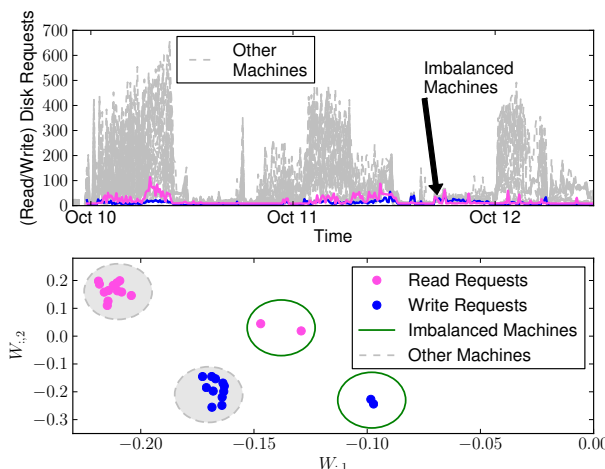 700
600
500
400
300
200
100
0
(Read/Write) Disk Requests
Other
Machines
Imbalanced
Machines
Oct 10
Oct 11
Oct 12
Time
0.2
0.1
0.0
−0.1
−0.2
−0.3
W:,2
Read Requests
Write Requests
Imbalanced Machines
Other Machines
−0.20
−0.15
−0.10
−0.05
0.00
W:,1